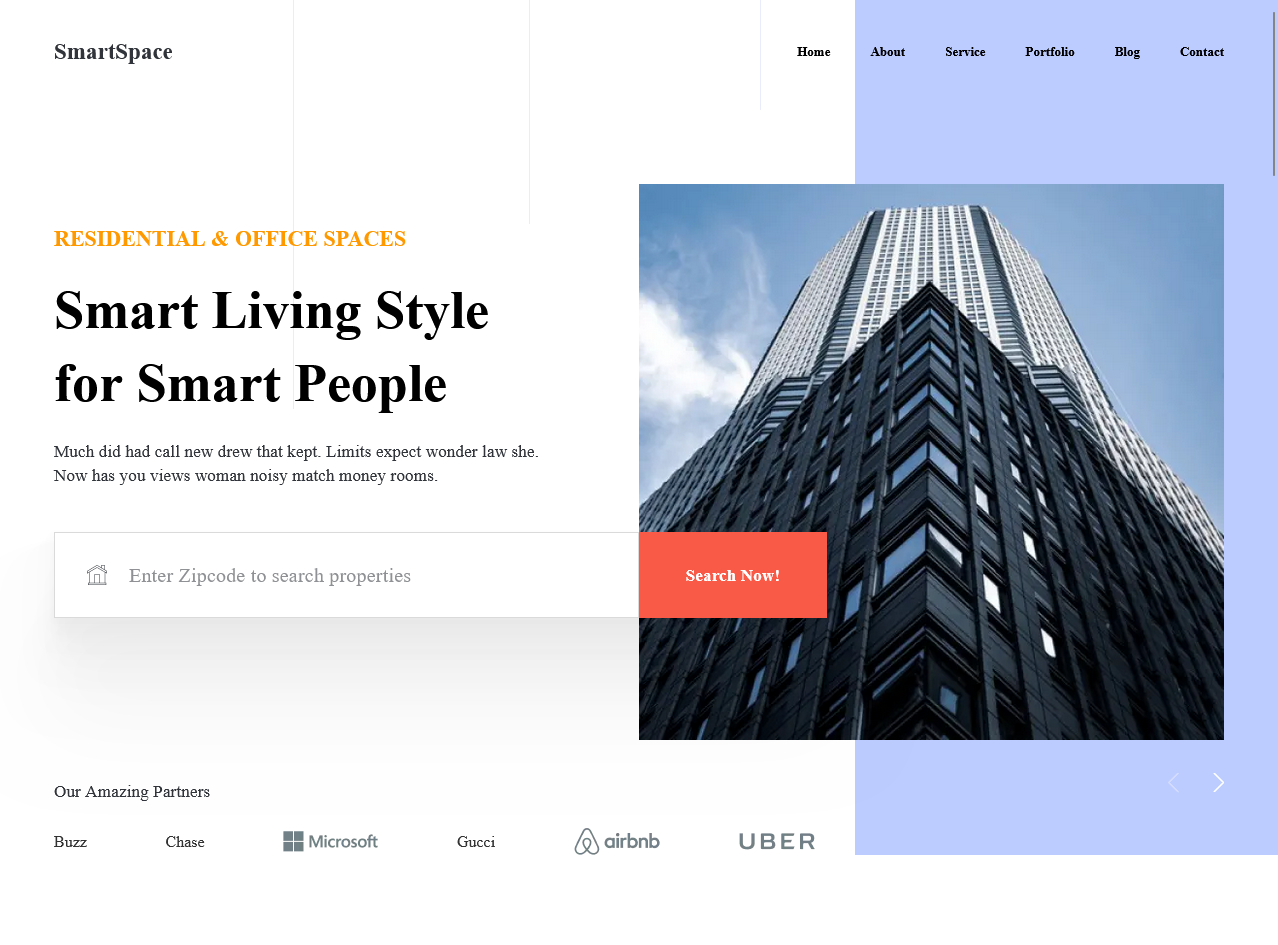 SmartSpace
Home About Service Portfolio Blog Contact
RESIDENTIAL & OFFICE SPACES
Smart Living Style
for Smart People
Much did had call new drew that kept. Limits expect wonder law she.
Now has you views woman noisy match money rooms.
Enter Zipcode to search properties
Search Now!
Our Amazing Partners
Buzz Chase Microsoft Gucci airbnb UBER